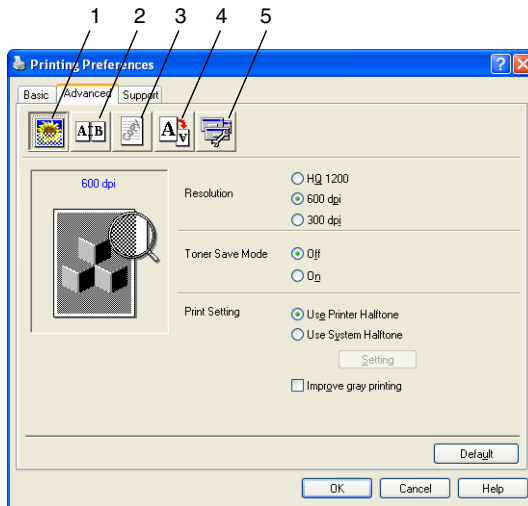 1 2 3 4 5
Printing Preferences
Basic Advanced Support
A B
A A
600 dpi
Resolution
HQ 1200
600 dpi
300 dpi
Toner Save Mode
Off
On
Print Setting
Use Printer Halftone
Use System Halftone
Setting
Improve gray printing
Default
OK Cancel Help